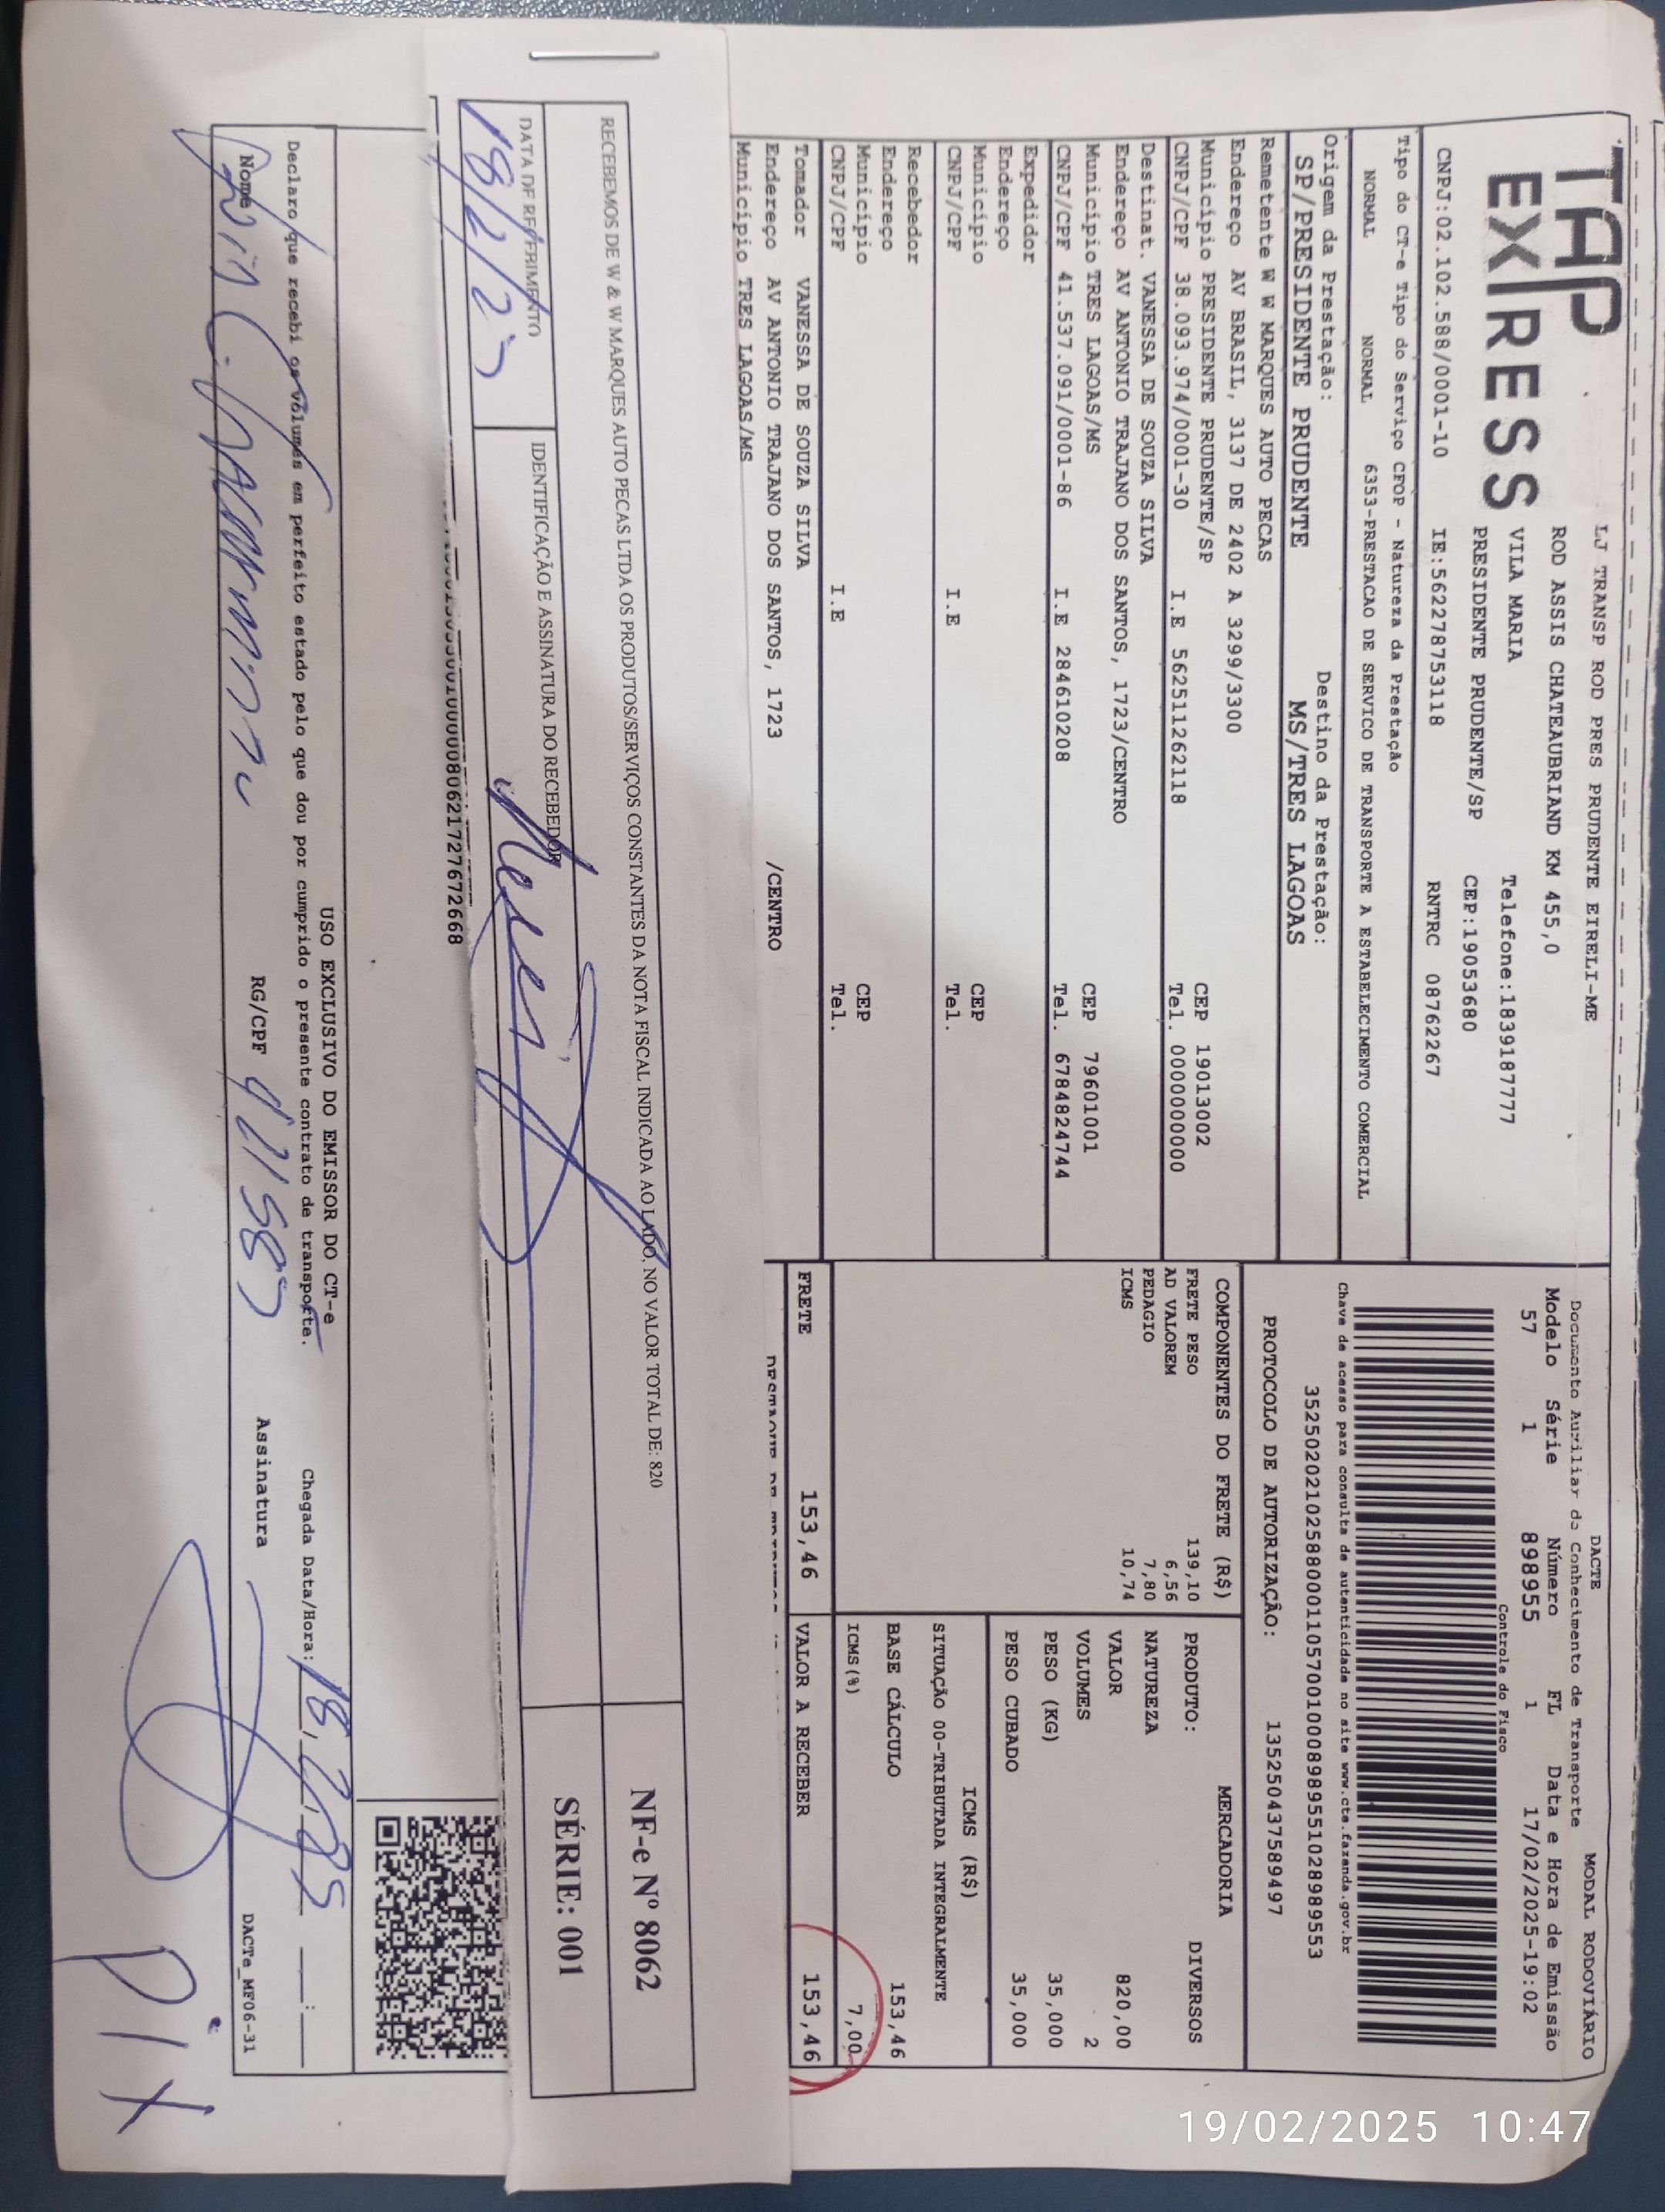 TAP
EXPRESS
LJ TRANSP ROD PRES PRUDENTE EIRELI-ME
ROD ASSIS CHATEAUBRIAND KM 455,0
VILA MARIA Telefone:1839187777
PRESIDENTE PRUDENTE/SP CEP:19053680
CNPJ:02.102.588/0001-10 IE:562278753118 RNTRC 08762267
Tipo do CT-e Tipo do Serviço CFOP - Natureza da Prestação
NORMAL NORMAL 6353-PRESTACAO DE SERVICO DE TRANSPORTE A ESTABELECIMENTO COMERCIAL
Origem da Prestação: Destino da Prestação:
SP/PRESIDENTE PRUDENTE MS/TRES LAGOAS
Remetente W W MARQUES AUTO PECAS
Endereço AV BRASIL, 3137 DE 2402 A 3299/3300
Município PRESIDENTE PRUDENTE/SP CEP 19013002
CNPJ/CPF 38.093.974/0001-30 I.E 562511262118 Tel. 0000000000
Destinat. VANESSA DE SOUZA SILVA
Endereço AV ANTONIO TRAJANO DOS SANTOS, 1723/CENTRO
Município TRES LAGOAS/MS CEP 79601001
CNPJ/CPF 41.537.091/0001-86 I.E 284610208 Tel. 6784824744
Expedidor
Endereço
Município CEP
CNPJ/CPF I.E Tel.
Recebedor
Endereço
Município CEP
CNPJ/CPF I.E Tel.
Tomador VANESSA DE SOUZA SILVA
Endereço AV ANTONIO TRAJANO DOS SANTOS, 1723 /CENTRO
Município TRES LAGOAS/MS
DACTE MODAL RODOVIÁRIO
Documento Auxiliar do Conhecimento de Transporte
Modelo Série Número FL Data e Hora de Emissão
57 1 898955 1 17/02/2025-19:02
Controle do Fisco
Chave de acesso para consulta de autenticidade no site www.cte.fazenda.gov.br
35250202102588000110570010008989551028989553
PROTOCOLO DE AUTORIZAÇÃO: 135250437589497
COMPONENTES DO FRETE (R$)
FRETE PESO 139,10
AD VALOREM 6,56
PEDAGIO 7,80
ICMS 10,74
MERCADORIA
PRODUTO: DIVERSOS
NATUREZA
VALOR 820,00
VOLUMES 2
PESO (KG) 35,000
PESO CUBADO 35,000
ICMS (R$)
SITUAÇÃO 00-TRIBUTADA INTEGRALMENTE
BASE CÁLCULO 153,46
ICMS(%) 7,00
FRETE 153,46 VALOR A RECEBER 153,46
RECEBEMOS DE W & W MARQUES AUTO PECAS LTDA OS PRODUTOS/SERVIÇOS CONSTANTES DA NOTA FISCAL INDICADA AO LADO, NO VALOR TOTAL DE: 820
DATA DE RECEBIMENTO IDENTIFICAÇÃO E ASSINATURA DO RECEBEDOR
18/2/25
NF-e Nº 8062
SÉRIE: 001
USO EXCLUSIVO DO EMISSOR DO CT-e
Declaro que recebi os volumes em perfeito estado pelo que dou por cumprido o presente contrato de transporte.
Chegada Data/Hora: 18/2/25 __:__
Nome RG/CPF Assinatura
DACTe_MF06-31
PIX
19/02/2025 10:47